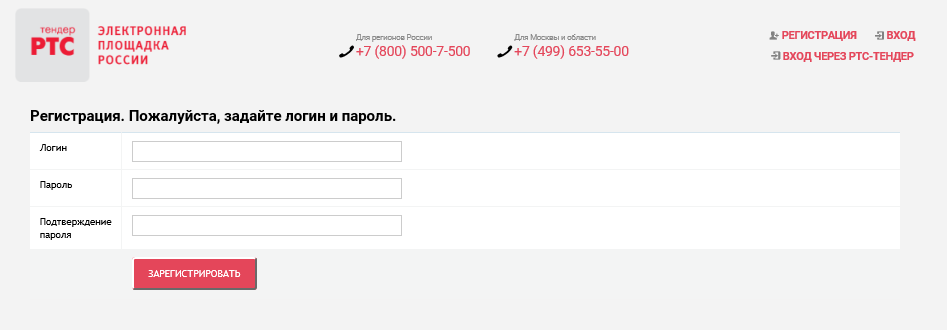 тендер
РТС
ЭЛЕКТРОННАЯ
ПЛОЩАДКА
РОССИИ
Для регионов России
+7 (800) 500-7-500
Для Москвы и области
+7 (499) 653-55-00
РЕГИСТРАЦИЯ
ВХОД
ВХОД ЧЕРЕЗ РТС-ТЕНДЕР
Регистрация. Пожалуйста, задайте логин и пароль.
Логин
Пароль
Подтверждение
пароля
ЗАРЕГИСТРИРОВАТЬ